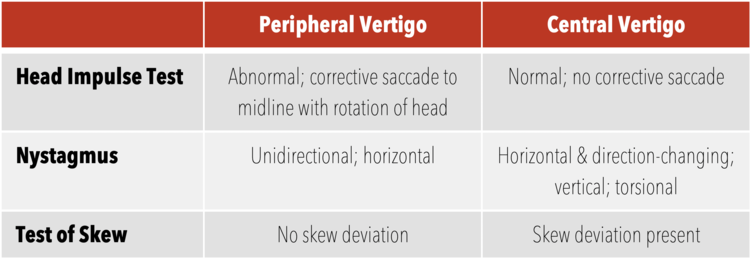 Peripheral Vertigo Central Vertigo
Head Impulse Test Abnormal; corrective saccade to Normal; no corrective saccade
midline with rotation of head
Nystagmus Unidirectional; horizontal Horizontal & direction-changing;
vertical; torsional
Test of Skew No skew deviation Skew deviation present